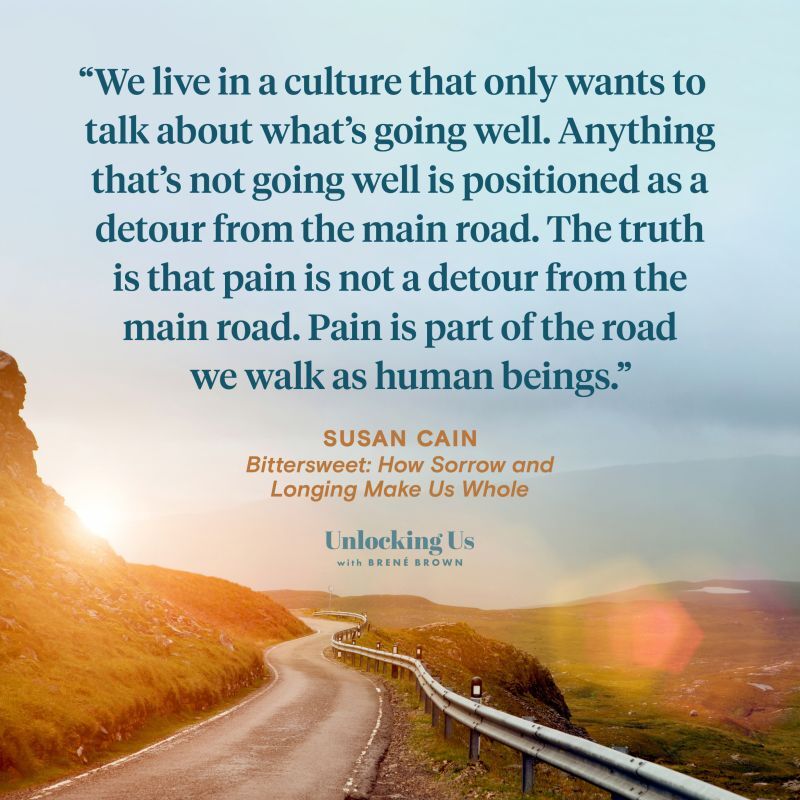 “We live in a culture that only wants to
talk about what’s going well. Anything
that’s not going well is positioned as a
detour from the main road. The truth
is that pain is not a detour from the
main road. Pain is part of the road
we walk as human beings.”
SUSAN CAIN
Bittersweet: How Sorrow and
Longing Make Us Whole
Unlocking Us
with BRENÉ BROWN